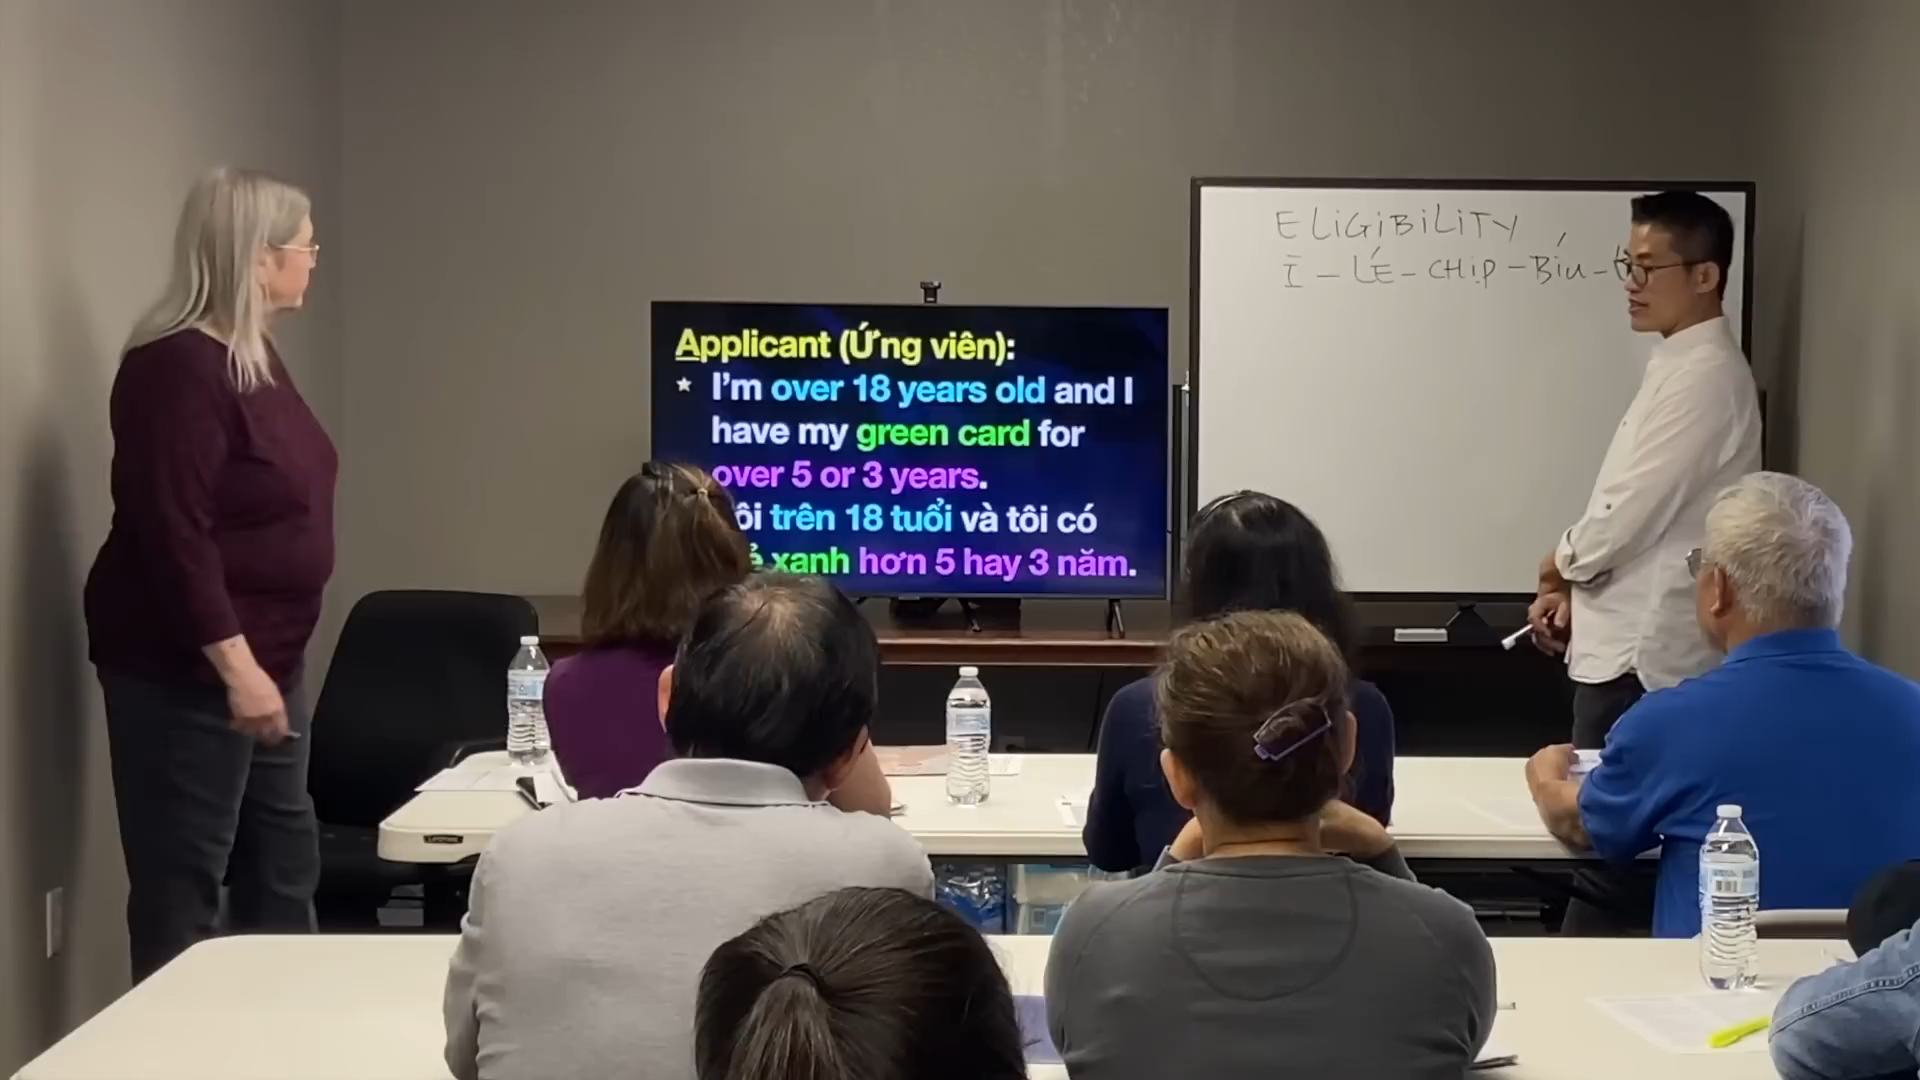 Applicant (Ứng viên):
I'm over 18 years old and I
have my green card for
over 5 or 3 years.
trên 18 tuổi và tôi có
xanh hơn 5 hay 3 năm.
ELIGIBILITY
I - LÉ - CHIP - BÍU -